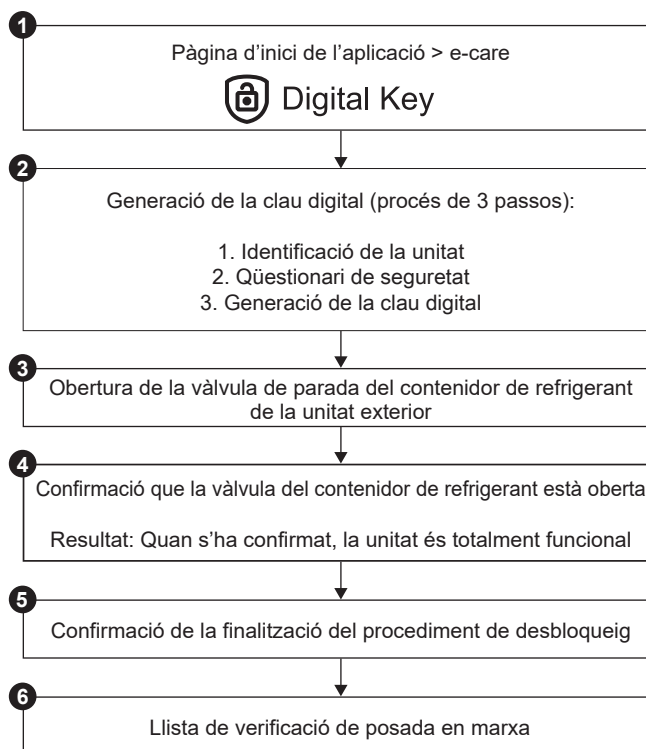 1
Pàgina d’inici de l’aplicació > e-care
Digital Key
2
Generació de la clau digital (procés de 3 passos):
1. Identificació de la unitat
2. Qüestionari de seguretat
3. Generació de la clau digital
3
Obertura de la vàlvula de parada del contenidor de refrigerant
de la unitat exterior
4
Confirmació que la vàlvula del contenidor de refrigerant està oberta
Resultat: Quan s’ha confirmat, la unitat és totalment funcional
5
Confirmació de la finalització del procediment de desbloqueig
6
Llista de verificació de posada en marxa